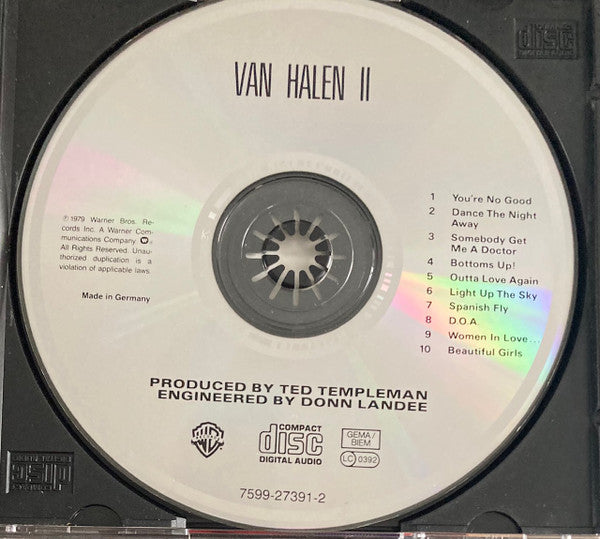 disc
VAN HALEN II
℗ 1979 Warner Bros. Re-
cords Inc. A Warner Com-
munications Company.
All Rights Reserved. Unau-
thorized duplication is a
violation of applicable laws.
Made in Germany
1 You're No Good
2 Dance The Night
Away
3 Somebody Get
Me A Doctor
4 Bottoms Up!
5 Outta Love Again
6 Light Up The Sky
7 Spanish Fly
8 D.O.A.
9 Women In Love...
10 Beautiful Girls
PRODUCED BY TED TEMPLEMAN
ENGINEERED BY DONN LANDEE
COMPACT
disc
DIGITAL AUDIO
GEMA/
BIEM
LC 0392
7599-27391-2
disc